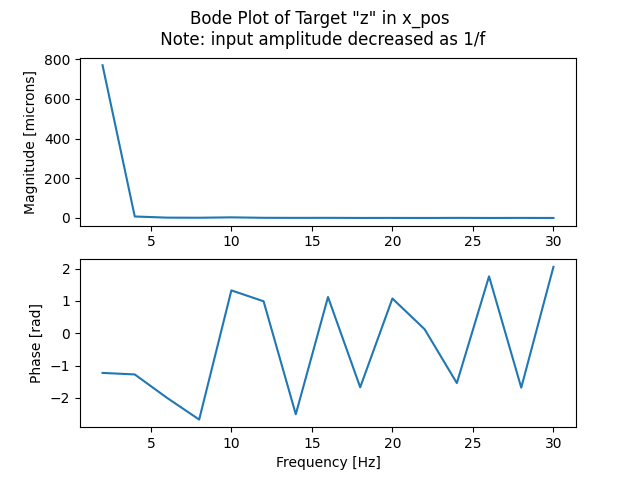 Bode Plot of Target "z" in x_pos
Note: input amplitude decreased as 1/f
Magnitude [microns]
800
600
400
200
0
5 10 15 20 25 30
Phase [rad]
2
1
0
−1
−2
5 10 15 20 25 30
Frequency [Hz]